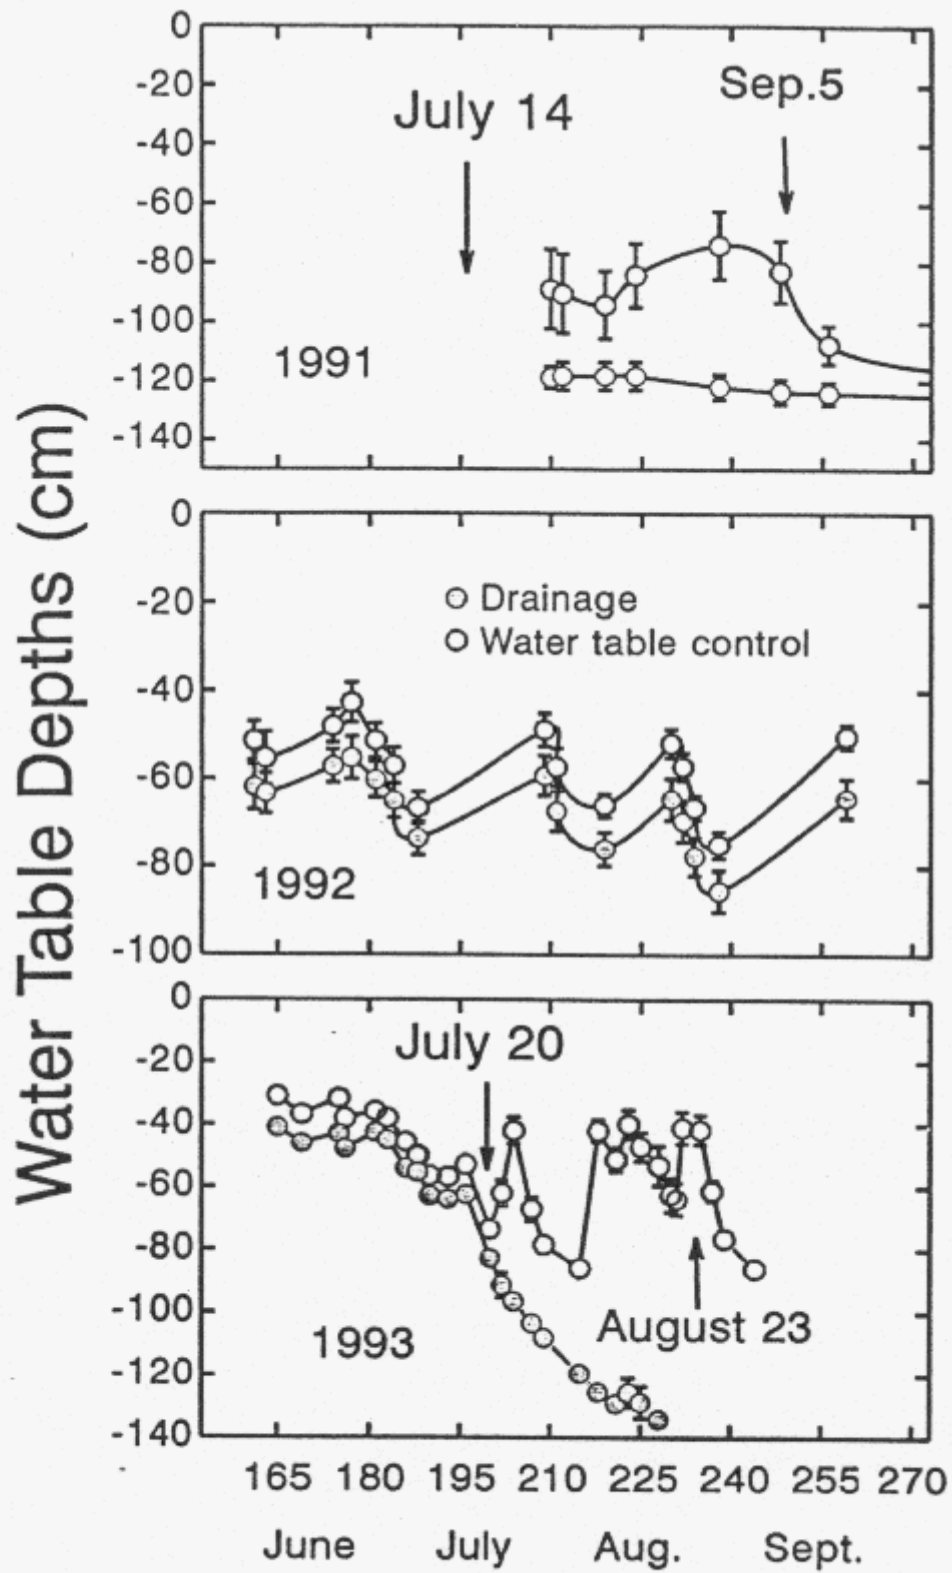 Water Table Depths (cm)
0
-20
-40
-60
-80
-100
-120
-140
July 14
Sep.5
1991
0
-20
-40
-60
-80
-100
Drainage
Water table control
1992
0
-20
-40
-60
-80
-100
-120
-140
July 20
August 23
1993
165 180 195 210 225 240 255 270
June July Aug. Sept.